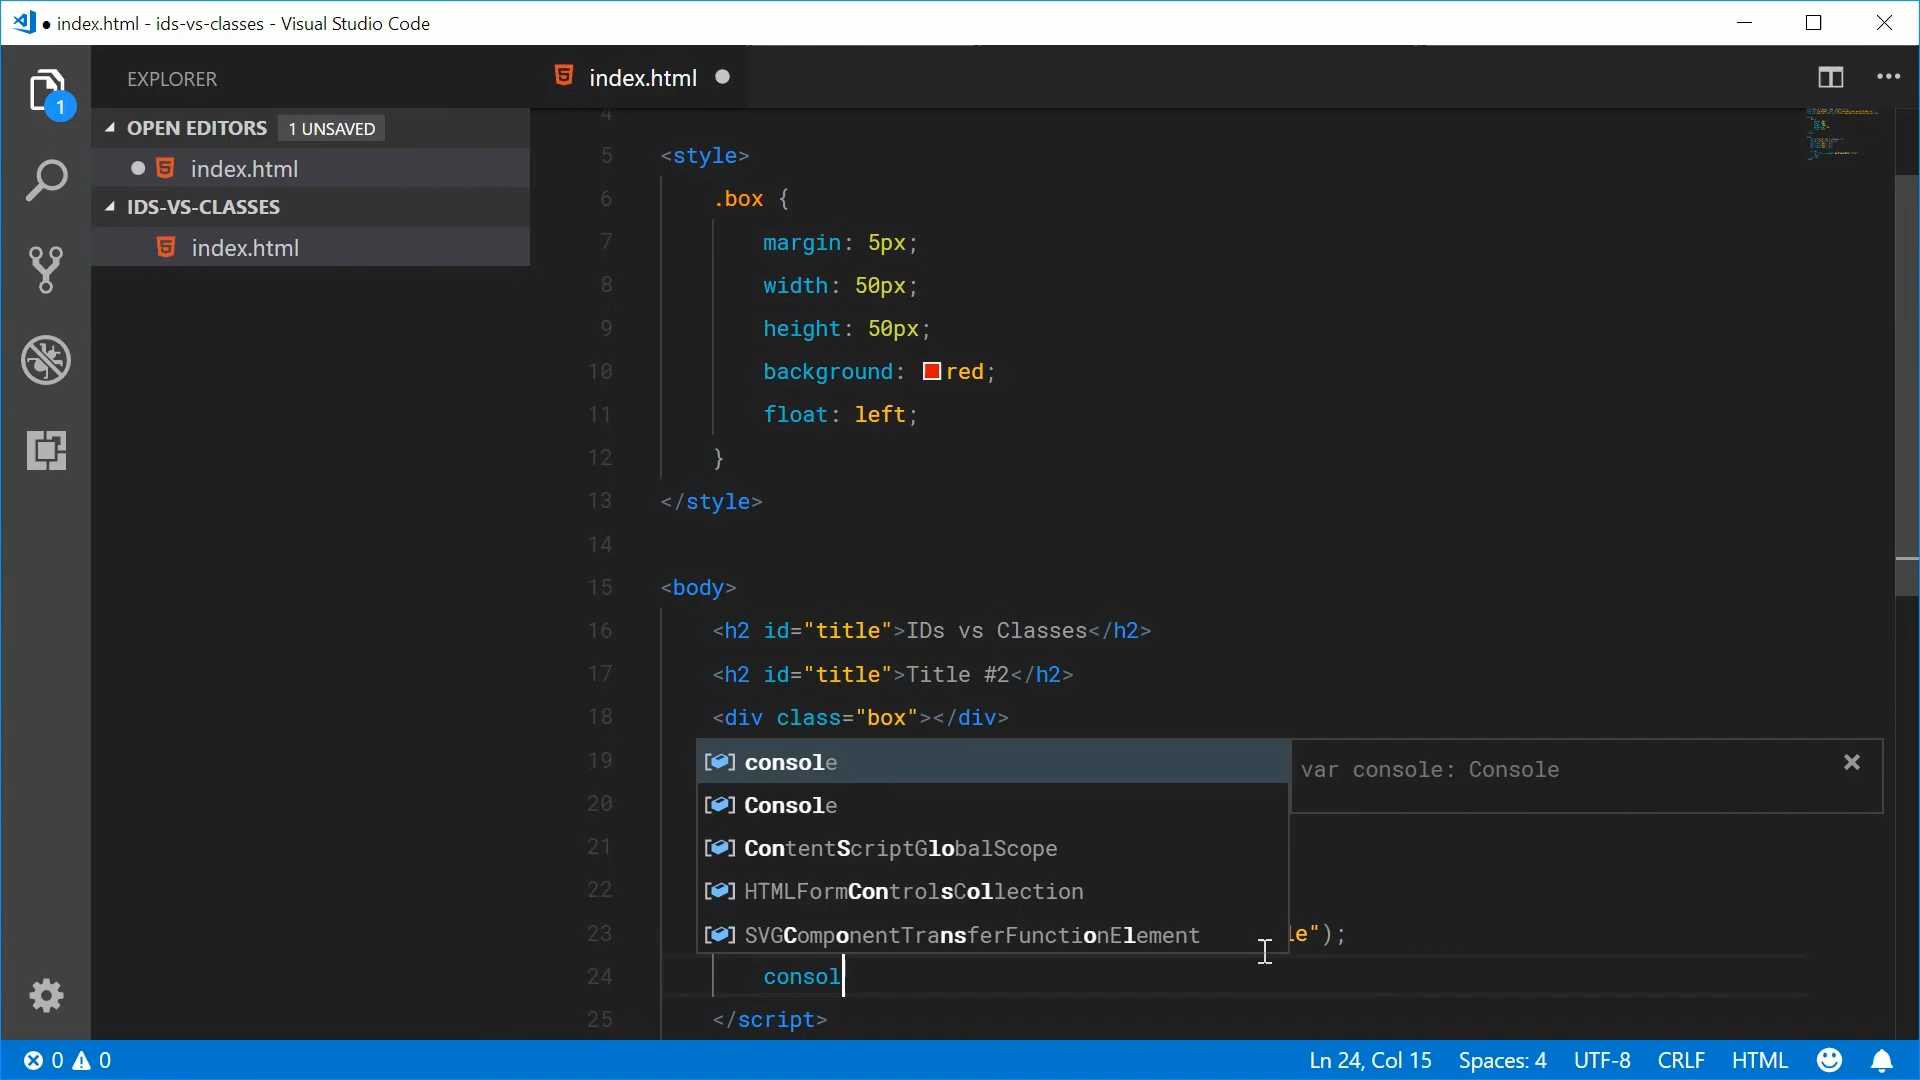 index.html - ids-vs-classes - Visual Studio Code
EXPLORER
index.html
1
OPEN EDITORS 1 UNSAVED
index.html
IDS-VS-CLASSES
index.html
4
5 <style>
6 .box {
7 margin: 5px;
8 width: 50px;
9 height: 50px;
10 background: red;
11 float: left;
12 }
13 </style>
14
15 <body>
16 <h2 id="title">IDs vs Classes</h2>
17 <h2 id="title">Title #2</h2>
18 <div class="box"></div>
19
20
21
22
23 le");
24 consol
25 </script>
console
Console
ContentScriptGlobalScope
HTMLFormControlsCollection
SVGComponentTransferFunctionElement
var console: Console
0 0
Ln 24, Col 15 Spaces: 4 UTF-8 CRLF HTML